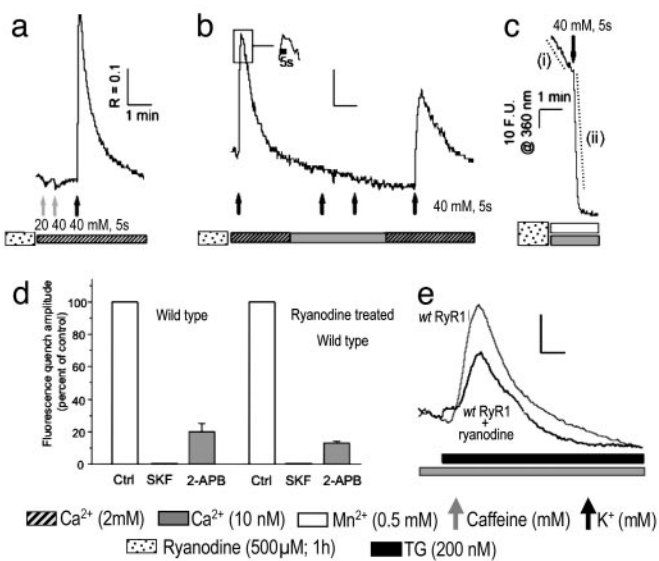 a
R = 0.1
1 min
20 40 40 mM, 5s
b
5s
40 mM, 5s
c
40 mM, 5s
(i)
1 min
10 F.U.
@ 360 nm
(ii)
d
Fluorescence quench amplitude
(percent of control)
100
80
60
40
20
0
Wild type
Ryanodine treated
Wild type
Ctrl SKF 2-APB Ctrl SKF 2-APB
e
wt RyR1
wt RyR1
+
ryanodine
Ca²⁺ (2mM) Ca²⁺ (10 nM) Mn²⁺ (0.5 mM) Caffeine (mM) K⁺ (mM)
Ryanodine (500µM; 1h) TG (200 nM)